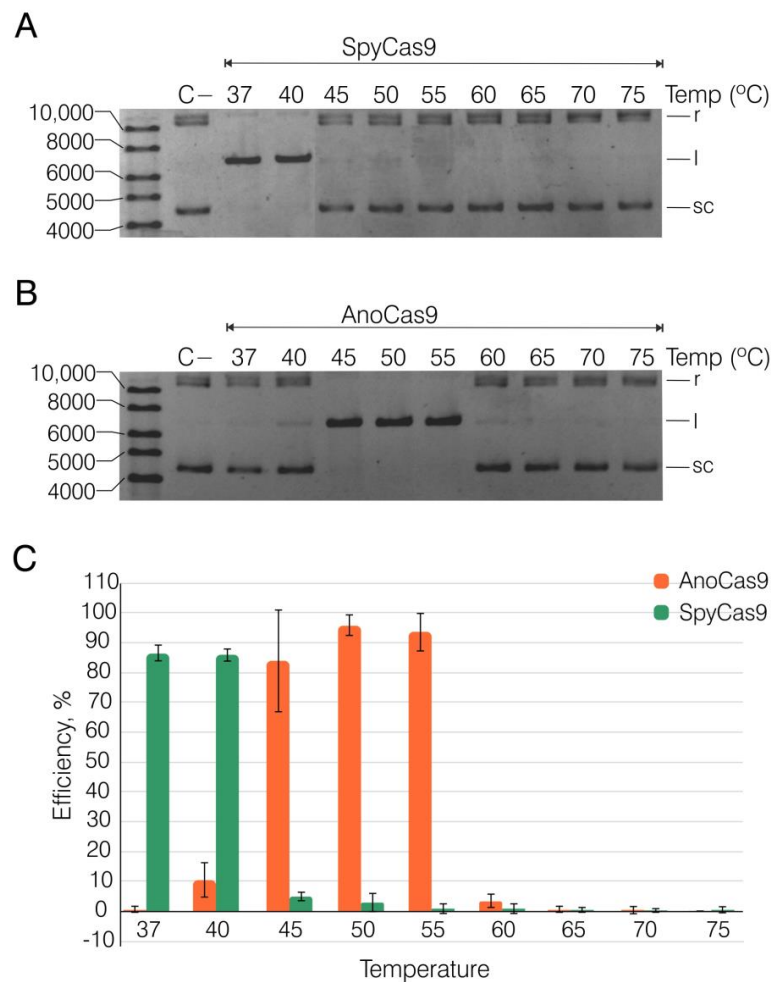 A
SpyCas9
C– 37 40 45 50 55 60 65 70 75 Temp (°C)
10,000
8000
6000
5000
4000
r
l
sc
B
AnoCas9
C– 37 40 45 50 55 60 65 70 75 Temp (°C)
10,000
8000
6000
5000
4000
r
l
sc
C
AnoCas9
SpyCas9
Efficiency, %
110
100
90
80
70
60
50
40
30
20
10
0
-10
37 40 45 50 55 60 65 70 75
Temperature